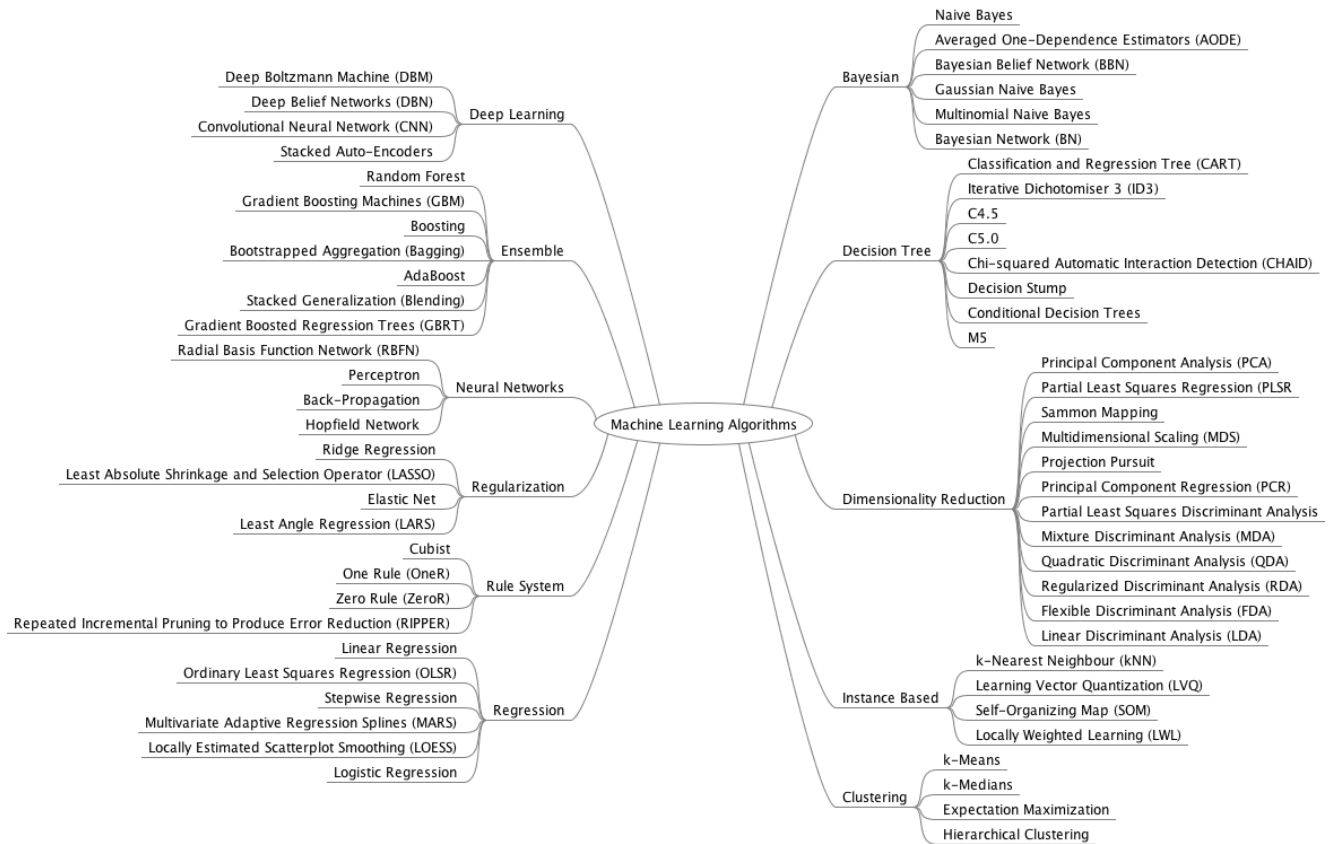 Machine Learning Algorithms
Deep Learning
Deep Boltzmann Machine (DBM)
Deep Belief Networks (DBN)
Convolutional Neural Network (CNN)
Stacked Auto-Encoders
Ensemble
Random Forest
Gradient Boosting Machines (GBM)
Boosting
Bootstrapped Aggregation (Bagging)
AdaBoost
Stacked Generalization (Blending)
Gradient Boosted Regression Trees (GBRT)
Neural Networks
Radial Basis Function Network (RBFN)
Perceptron
Back-Propagation
Hopfield Network
Regularization
Ridge Regression
Least Absolute Shrinkage and Selection Operator (LASSO)
Elastic Net
Least Angle Regression (LARS)
Rule System
Cubist
One Rule (OneR)
Zero Rule (ZeroR)
Repeated Incremental Pruning to Produce Error Reduction (RIPPER)
Regression
Linear Regression
Ordinary Least Squares Regression (OLSR)
Stepwise Regression
Multivariate Adaptive Regression Splines (MARS)
Locally Estimated Scatterplot Smoothing (LOESS)
Logistic Regression
Bayesian
Naive Bayes
Averaged One-Dependence Estimators (AODE)
Bayesian Belief Network (BBN)
Gaussian Naive Bayes
Multinomial Naive Bayes
Bayesian Network (BN)
Decision Tree
Classification and Regression Tree (CART)
Iterative Dichotomiser 3 (ID3)
C4.5
C5.0
Chi-squared Automatic Interaction Detection (CHAID)
Decision Stump
Conditional Decision Trees
M5
Dimensionality Reduction
Principal Component Analysis (PCA)
Partial Least Squares Regression (PLSR
Sammon Mapping
Multidimensional Scaling (MDS)
Projection Pursuit
Principal Component Regression (PCR)
Partial Least Squares Discriminant Analysis
Mixture Discriminant Analysis (MDA)
Quadratic Discriminant Analysis (QDA)
Regularized Discriminant Analysis (RDA)
Flexible Discriminant Analysis (FDA)
Linear Discriminant Analysis (LDA)
Instance Based
k-Nearest Neighbour (kNN)
Learning Vector Quantization (LVQ)
Self-Organizing Map (SOM)
Locally Weighted Learning (LWL)
Clustering
k-Means
k-Medians
Expectation Maximization
Hierarchical Clustering